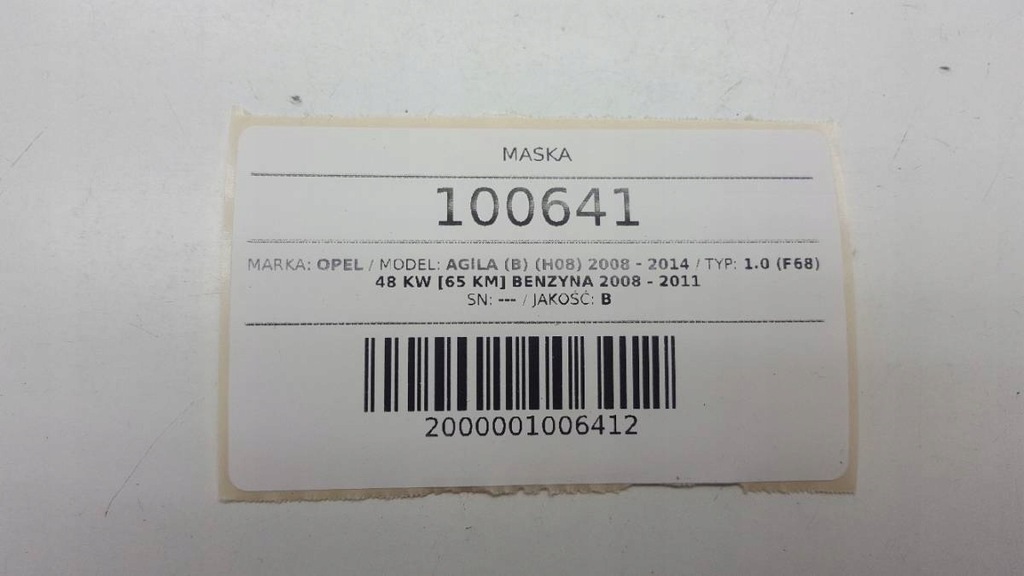 MASKA
100641
MARKA: OPEL / MODEL: AGILA (B) (H08) 2008 - 2014 / TYP: 1.0 (F68)
48 KW [65 KM] BENZYNA 2008 - 2011
SN: --- / JAKOŚĆ: B
2000001006412